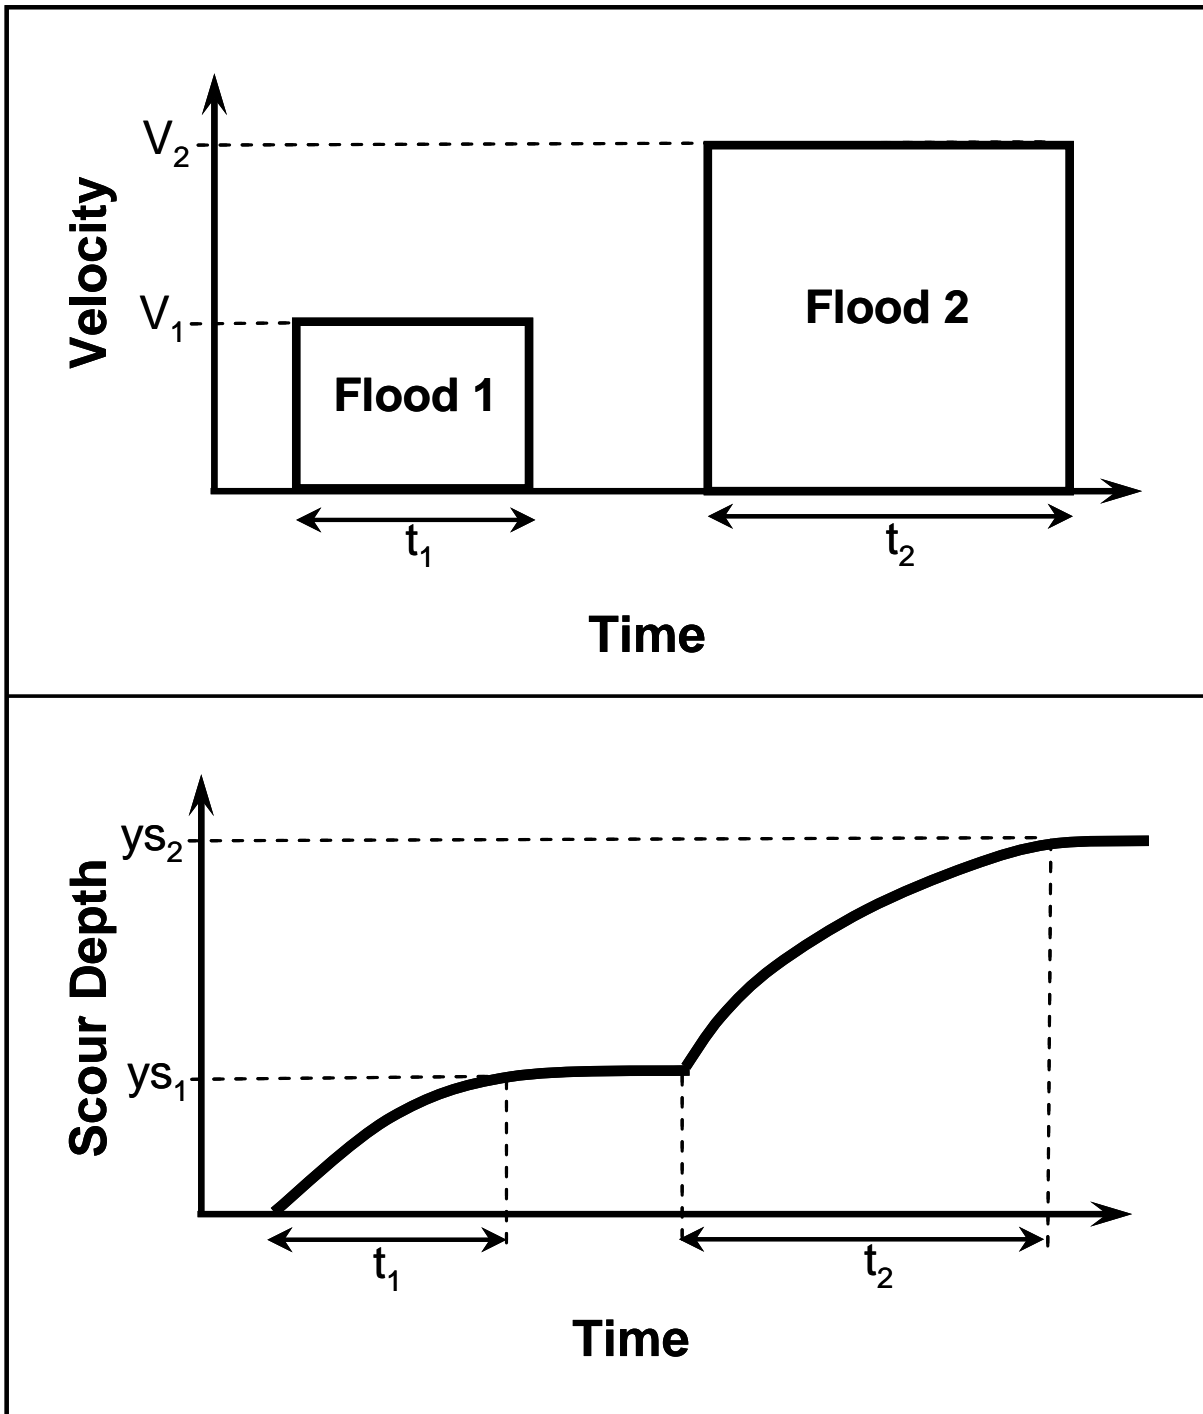 Velocity
V₂
V₁
Flood 1
Flood 2
t₁
t₂
Time
Scour Depth
ys₂
ys₁
t₁
t₂
Time